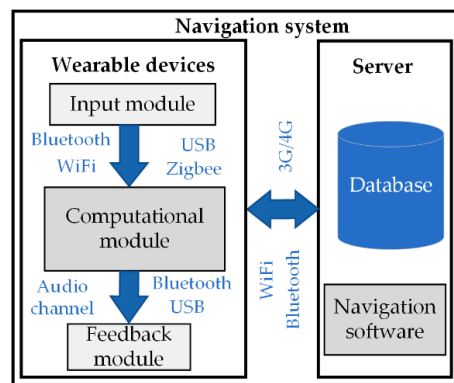 Navigation system
Wearable devices
Input module
Bluetooth
WiFi
USB
Zigbee
Computational
module
Audio
channel
Bluetooth
USB
Feedback
module
3G/4G
WiFi
Bluetooth
Server
Database
Navigation
software